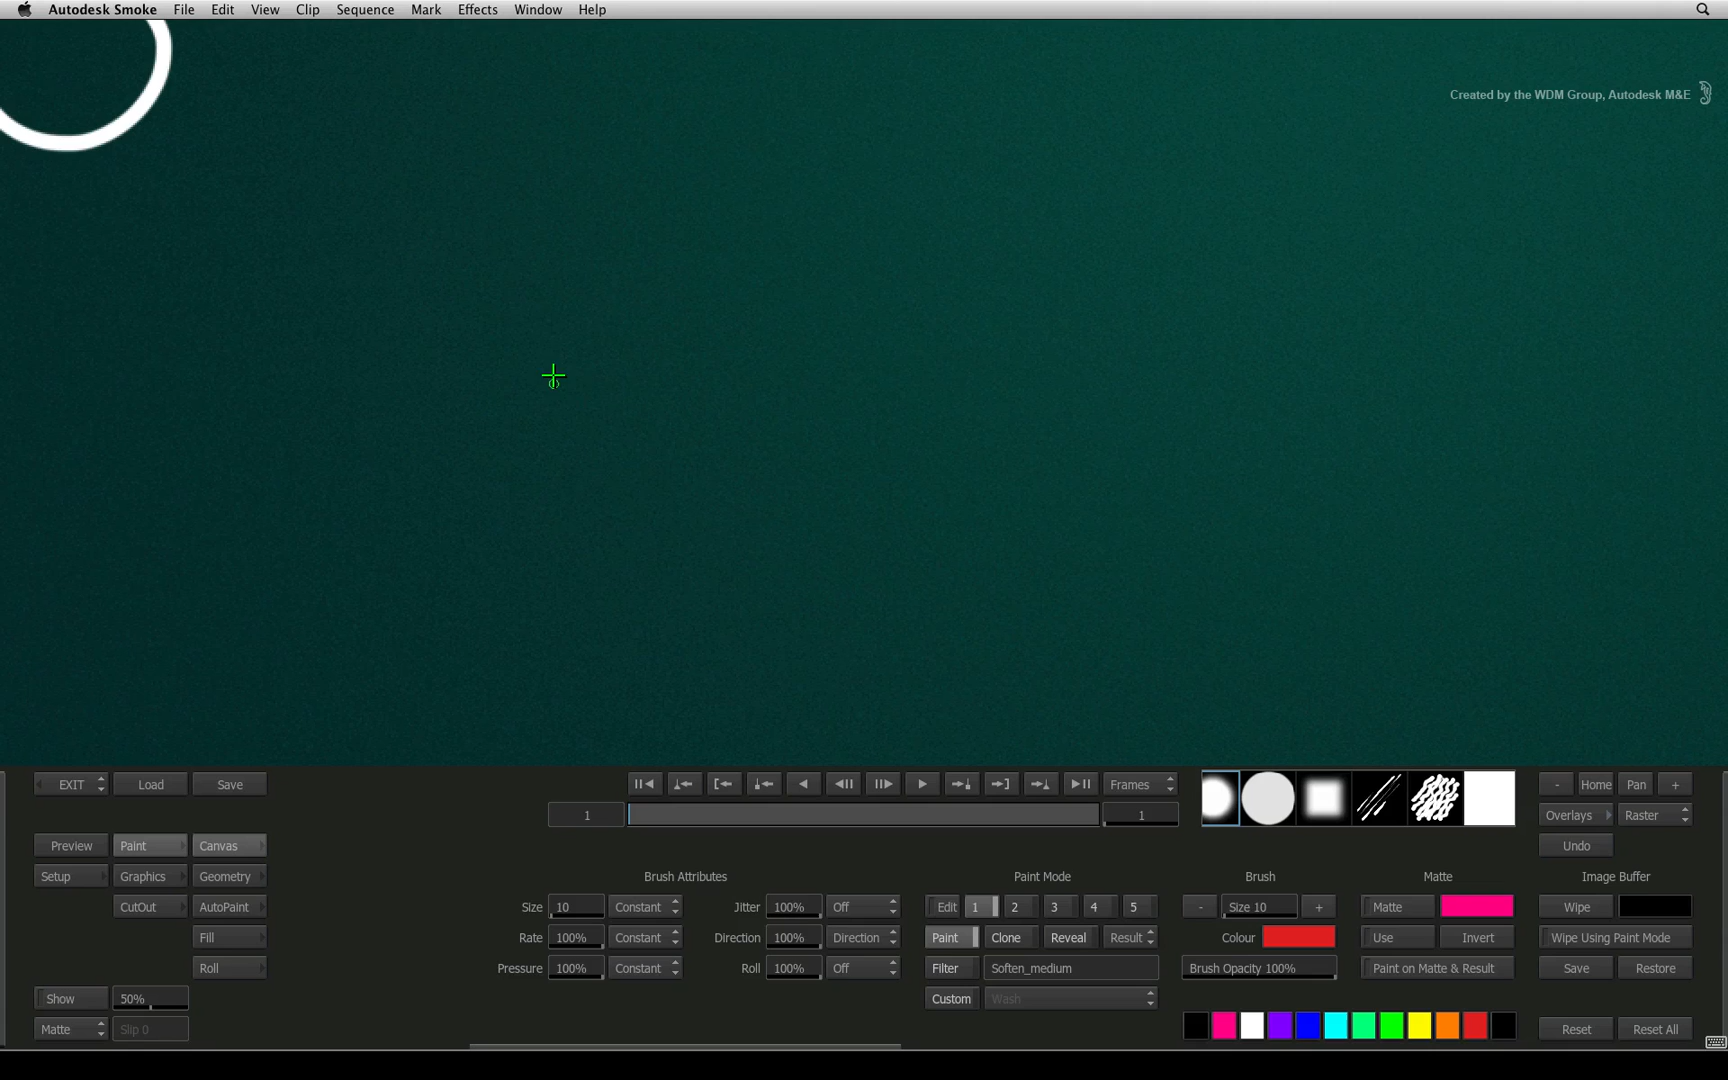 Autodesk Smoke File Edit View Clip Sequence Mark Effects Window Help
Created by the WDM Group, Autodesk M&E
EXIT Load Save Frames - Home Pan +
1 1 Overlays Raster
Preview Paint Canvas Undo
Setup Graphics Geometry Brush Attributes Paint Mode Brush Matte Image Buffer
CutOut AutoPaint Size 10 Constant Jitter 100% Off Edit 1 2 3 4 5 - Size 10 + Matte Wipe
Fill Rate 100% Constant Direction 100% Direction Paint Clone Reveal Result Colour Use Invert Wipe Using Paint Mode
Roll Pressure 100% Constant Roll 100% Off Filter Soften_medium Brush Opacity 100% Paint on Matte & Result Save Restore
Show 50% Custom Wash
Matte Slip 0 Reset Reset All